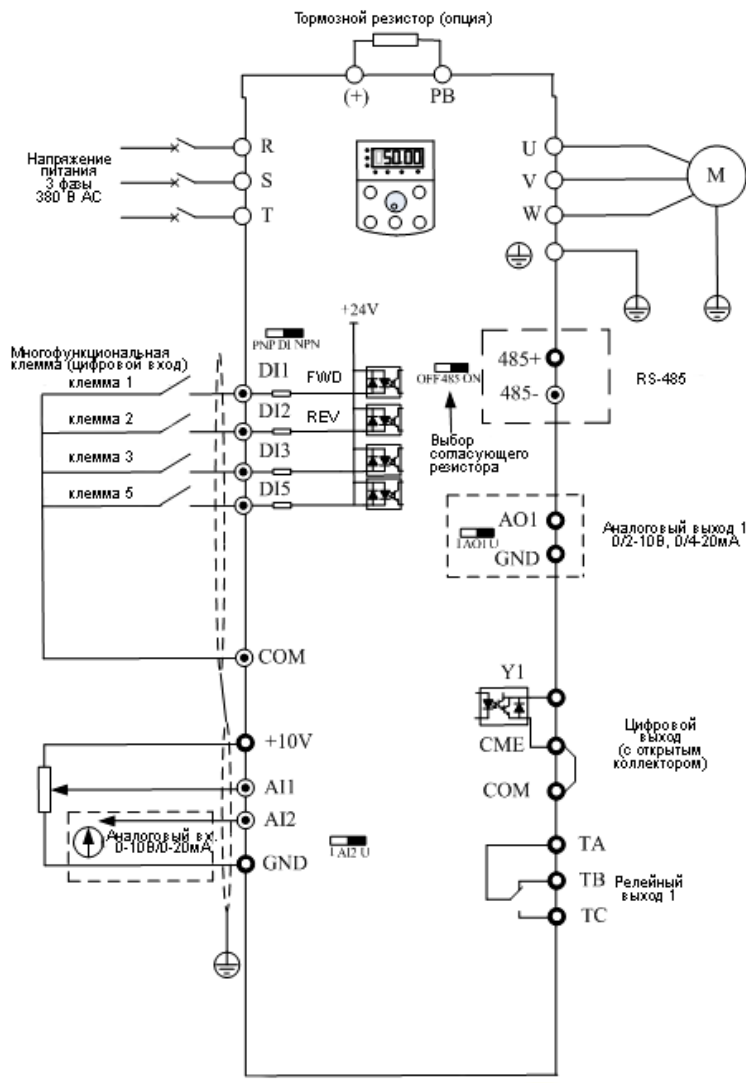 Тормозной резистор (опция)
(+)
PB
R
S
T
Напряжение
питания
3 фазы
380 В АС
50.00
U
V
W
M
+24V
PNP DI NPN
Многофункциональная
клемма (цифровой вход)
клемма 1
клемма 2
клемма 3
клемма 5
DI1
FWD
DI2
REV
DI3
DI5
OFF 485 ON
Выбор
согласующего
резистора
485+
485-
RS-485
AO1
GND
I AO1 U
Аналоговый выход 1
0/2-10В, 0/4-20мА
COM
Y1
CME
COM
Цифровой
выход
(с открытым
коллектором)
+10V
AI1
AI2
GND
Аналоговый вх.
0-10В/0-20мА
I AI2 U
TA
TB
TC
Релейный
выход 1